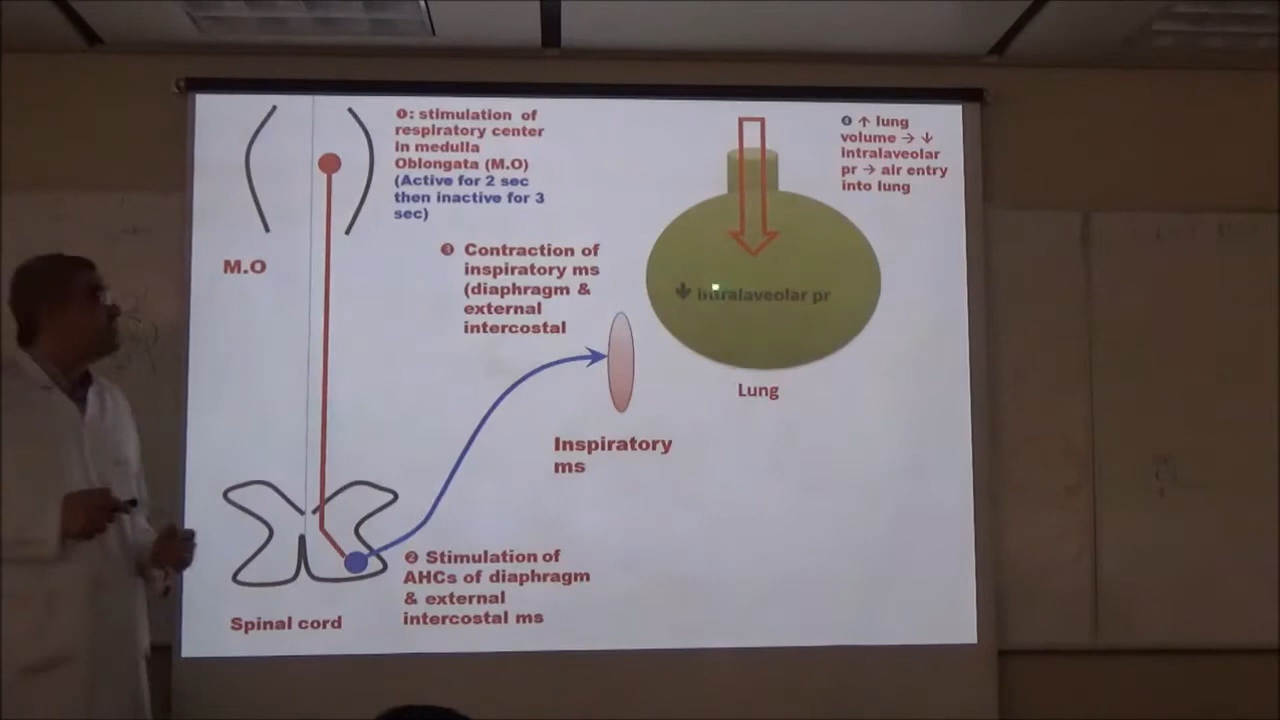 ❶: stimulation of
respiratory center
in medulla
Oblongata (M.O)
(Active for 2 sec
then inactive for 3
sec)
M.O
❸ Contraction of
inspiratory ms
(diaphragm &
external
intercostal
❹ ↑ lung
volume → ↓
intralaveolar
pr → air entry
into lung
↓ intralaveolar pr
Lung
Inspiratory
ms
❷ Stimulation of
AHCs of diaphragm
& external
intercostal ms
Spinal cord